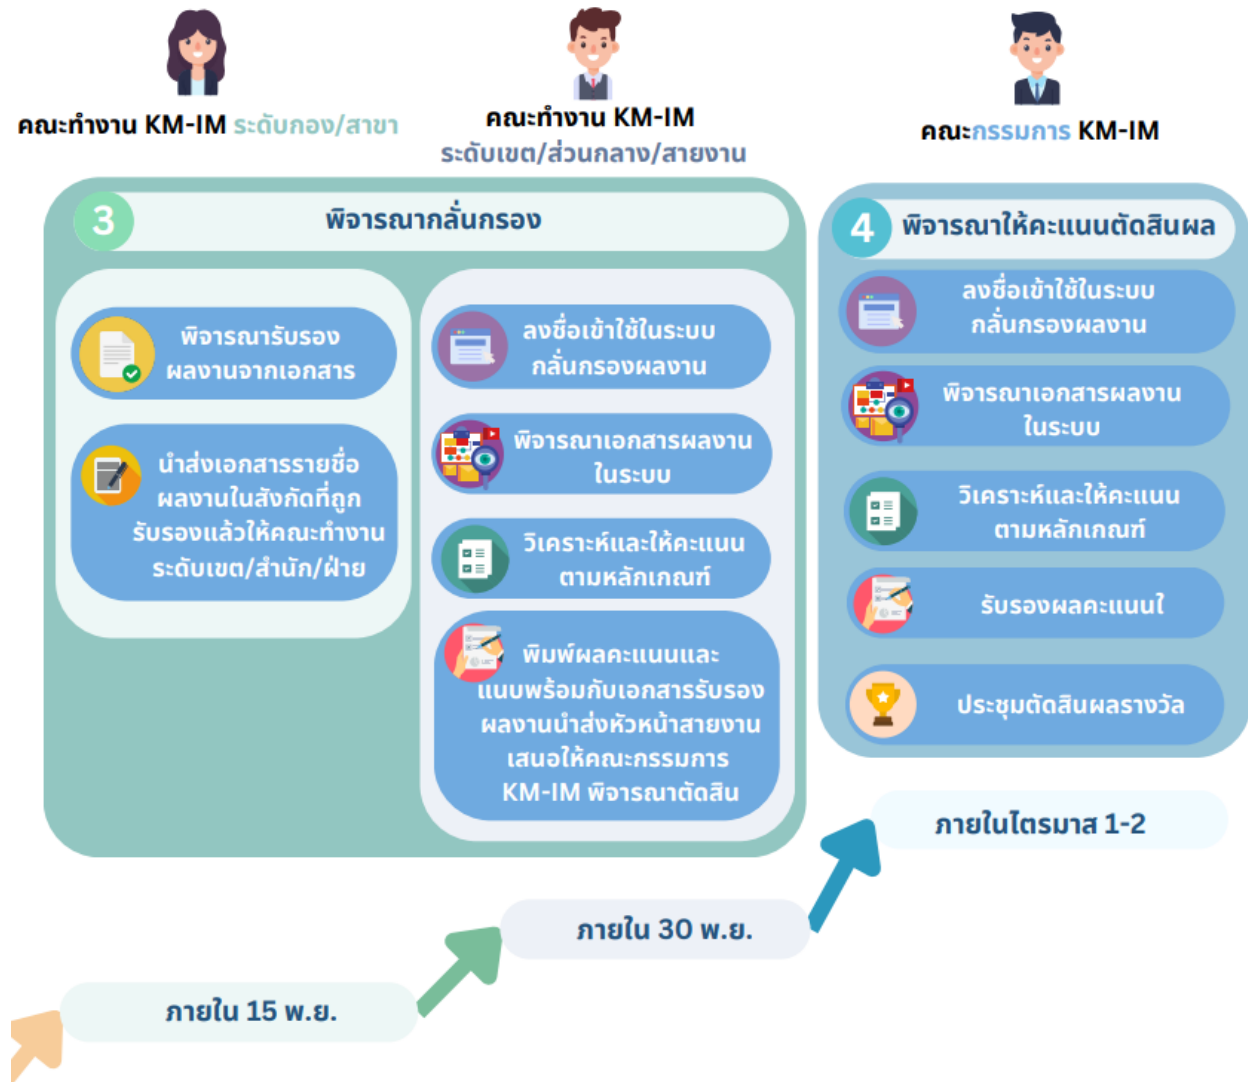 คณะทำงาน KM-IM ระดับกอง/สาขา
คณะทำงาน KM-IM
ระดับเขต/ส่วนกลาง/สายงาน
คณะกรรมการ KM-IM
3
พิจารณากลั่นกรอง
พิจารณารับรอง
ผลงานจากเอกสาร
นำส่งเอกสารรายชื่อ
ผลงานในสังกัดที่ถูก
รับรองแล้วให้คณะทำงาน
ระดับเขต/สำนัก/ฝ่าย
ลงชื่อเข้าใช้ในระบบ
กลั่นกรองผลงาน
พิจารณาเอกสารผลงาน
ในระบบ
วิเคราะห์และให้คะแนน
ตามหลักเกณฑ์
พิมพ์ผลคะแนนและ
แนบพร้อมกับเอกสารรับรอง
ผลงานนำส่งหัวหน้าสายงาน
เสนอให้คณะกรรมการ
KM-IM พิจารณาตัดสิน
4
พิจารณาให้คะแนนตัดสินผล
ลงชื่อเข้าใช้ในระบบ
กลั่นกรองผลงาน
พิจารณาเอกสารผลงาน
ในระบบ
วิเคราะห์และให้คะแนน
ตามหลักเกณฑ์
รับรองผลคะแนนใ
ประชุมตัดสินผลรางวัล
ภายในไตรมาส 1-2
ภายใน 30 พ.ย.
ภายใน 15 พ.ย.